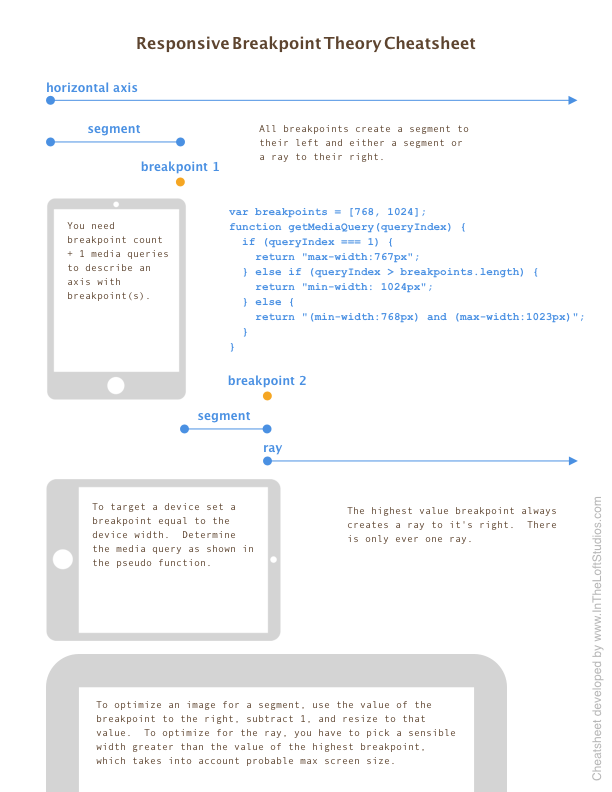 Responsive Breakpoint Theory Cheatsheet
horizontal axis
segment
All breakpoints create a segment to
their left and either a segment or
a ray to their right.
breakpoint 1
You need
breakpoint count
+ 1 media queries
to describe an
axis with
breakpoint(s).
var breakpoints = [768, 1024];
function getMediaQuery(queryIndex) {
  if (queryIndex === 1) {
    return "max-width:767px";
  } else if (queryIndex > breakpoints.length) {
    return "min-width: 1024px";
  } else {
    return "(min-width:768px) and (max-width:1023px)";
  }
}
breakpoint 2
segment
ray
To target a device set a
breakpoint equal to the
device width.  Determine
the media query as shown in
the pseudo function.
The highest value breakpoint always
creates a ray to it's right.  There
is only ever one ray.
To optimize an image for a segment, use the value of the
breakpoint to the right, subtract 1, and resize to that
value.  To optimize for the ray, you have to pick a sensible
width greater than the value of the highest breakpoint,
which takes into account probable max screen size.
Cheatsheet developed by www.InTheLoftStudios.com